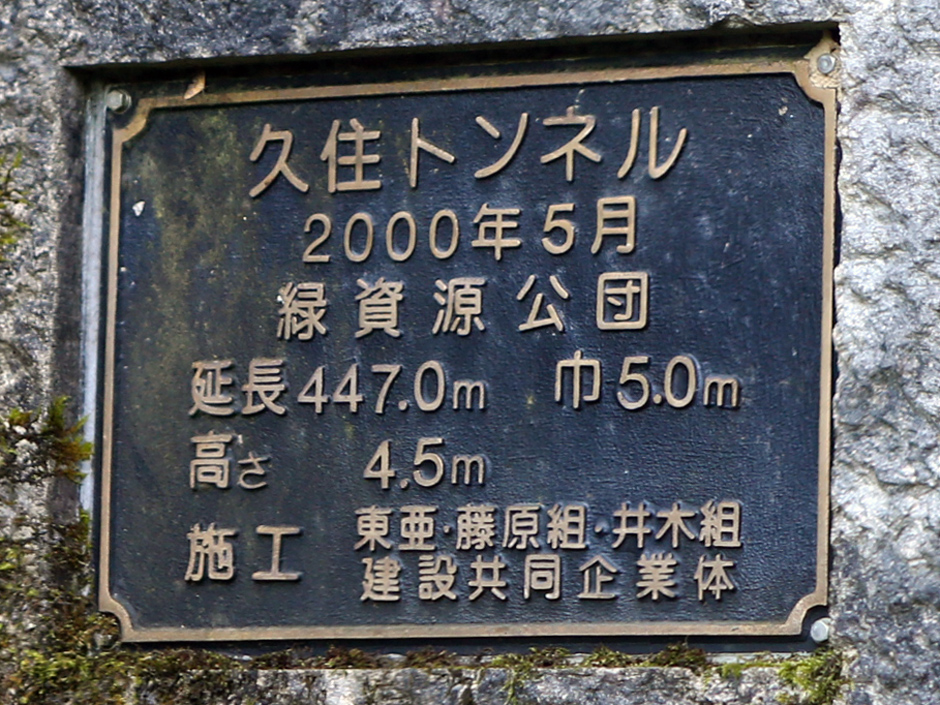 久住トンネル
2000年5月
緑資源公団
延長447.0m 巾5.0m
高さ 4.5m
施工 東亜・藤原組・井木組
建設共同企業体